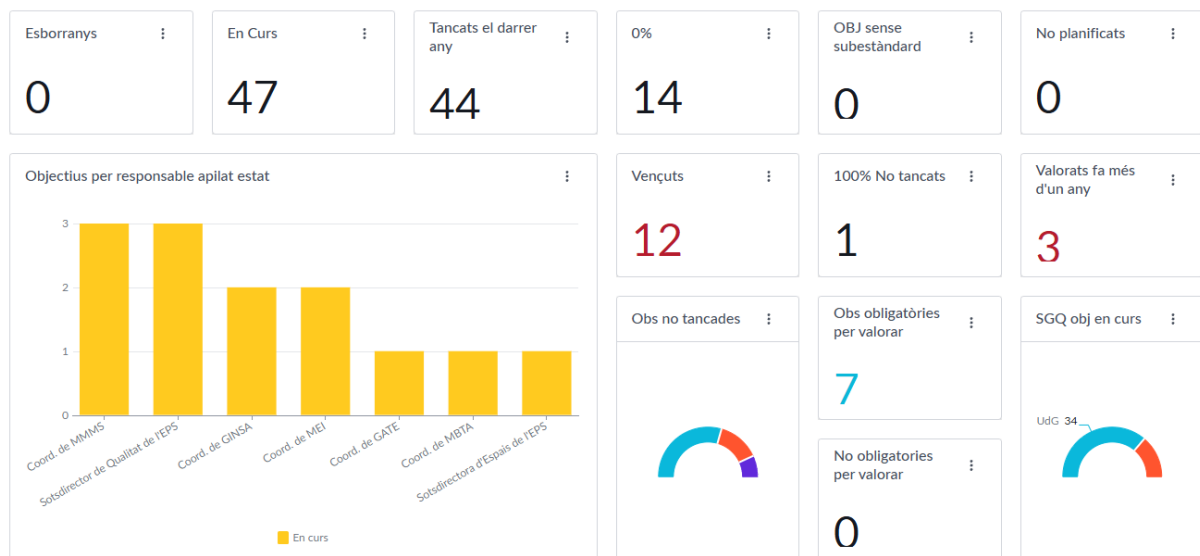 Esborranys
0
En Curs
47
Tancats el darrer
any
44
0%
14
OBJ sense
subestàndard
0
No planificats
0
Objectius per responsable apilat estat
3
2
1
0
Coord. de MMMS
Sotsdirector de Qualitat de l'EPS
Coord. de GINSA
Coord. de MEI
Coord. de GATE
Coord. de MBTA
Sotsdirectora d'Espais de l'EPS
En curs
Vençuts
12
100% No tancats
1
Valorats fa més
d'un any
3
Obs no tancades
Obs obligatòries
per valorar
7
No obligatories
per valorar
0
SGQ obj en curs
UdG 34